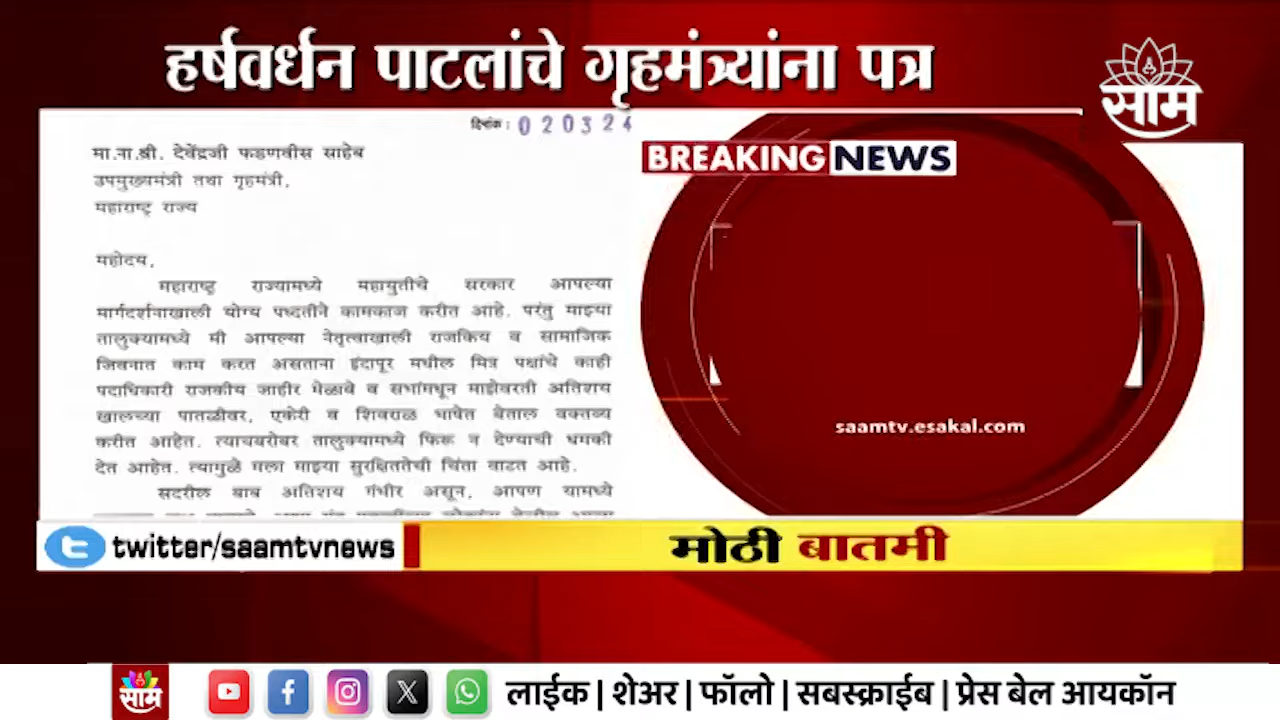 हर्षवर्धन पाटलांचे गृहमंत्र्यांना पत्र
साम
दिनांक : 020324
मा.ना.श्री. देवेंद्रजी फडणवीस साहेब
उपमुख्यमंत्री तथा गृहमंत्री,
महाराष्ट्र राज्य
महोदय,
महाराष्ट्र राज्यामध्ये महायुतीचे सरकार आपल्या
मार्गदर्शनाखाली योग्य पध्दतीने कामकाज करीत आहे. परंतु माझ्या
तालुक्यामध्ये मी आपल्या नेतृत्वाखाली राजकिय व सामाजिक
जिवनात काम करत असताना इंदापूर मधील मित्र पक्षांचे काही
पदाधिकारी राजकीय जाहीर मेळावे व सभांमधून माझेवरती अतिशय
खालच्या पातळीवर, एकेरी व शिवराळ भाषेत बेताल वक्तव्य
करीत आहेत. त्याचबरोबर तालुक्यामध्ये फिरू न देण्याची धमकी
देत आहेत. त्यामुळे मला माझ्या सुरक्षिततेची चिंता वाटत आहे.
सदरील बाब अतिशय गंभीर असून, आपण यामध्ये
BREAKING NEWS
saamtv.esakal.com
twitter/saamtvnews
मोठी बातमी
साम
लाईक | शेअर | फॉलो | सबस्क्राईब | प्रेस बेल आयकॉन